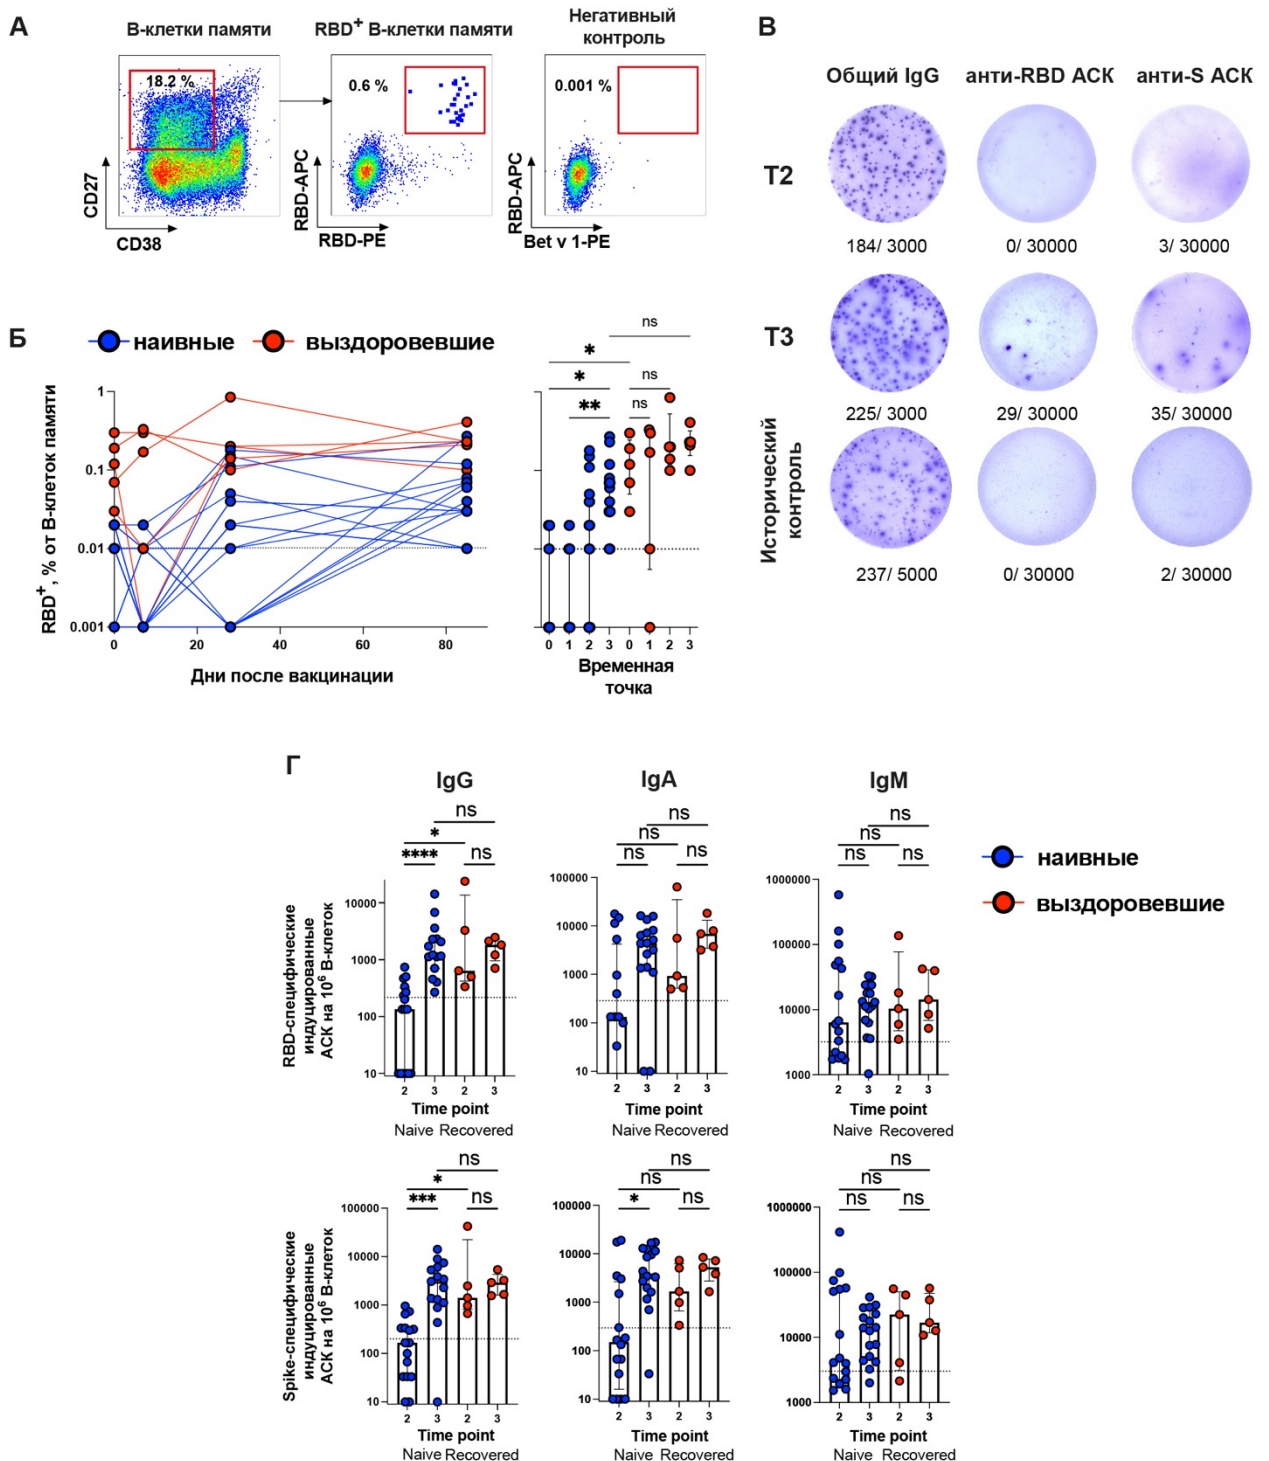 А
В-клетки памяти
RBD+ В-клетки памяти
Негативный
контроль
18.2 %
0.6 %
0.001 %
CD27
CD38
RBD-APC
RBD-PE
RBD-APC
Bet v 1-PE
В
Общий IgG
анти-RBD АСК
анти-S АСК
T2
184/ 3000
0/ 30000
3/ 30000
T3
225/ 3000
29/ 30000
35/ 30000
Исторический
контроль
237/ 5000
0/ 30000
2/ 30000
Б
наивные
выздоровевшие
RBD+, % от В-клеток памяти
1
0.1
0.01
0.001
0
20
40
60
80
Дни после вакцинации
ns
*
*
ns
**
ns
0 1 2 3 0 1 2 3
Временная
точка
Г
IgG
IgA
IgM
наивные
выздоровевшие
RBD-специфические
индуцированные
АСК на 10⁶ В-клеток
ns
*
****
ns
10000
1000
100
10
2 3 2 3
Time point
Naive Recovered
ns
ns
ns
ns
100000
10000
1000
100
10
2 3 2 3
Time point
Naive Recovered
ns
ns
ns
ns
1000000
100000
10000
1000
2 3 2 3
Time point
Naive Recovered
Spike-специфические
индуцированные
АСК на 10⁶ В-клеток
ns
*
***
ns
100000
10000
1000
100
10
2 3 2 3
Time point
Naive Recovered
ns
ns
*
ns
100000
10000
1000
100
10
2 3 2 3
Time point
Naive Recovered
ns
ns
ns
ns
1000000
100000
10000
1000
2 3 2 3
Time point
Naive Recovered